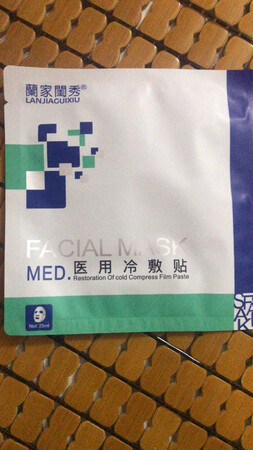 蘭家閨秀®
LANJIAGUIXIU
FACIAL MASK
MED.医用冷敷贴
Restoration Of cold Compress Film Paste
Net 25ml